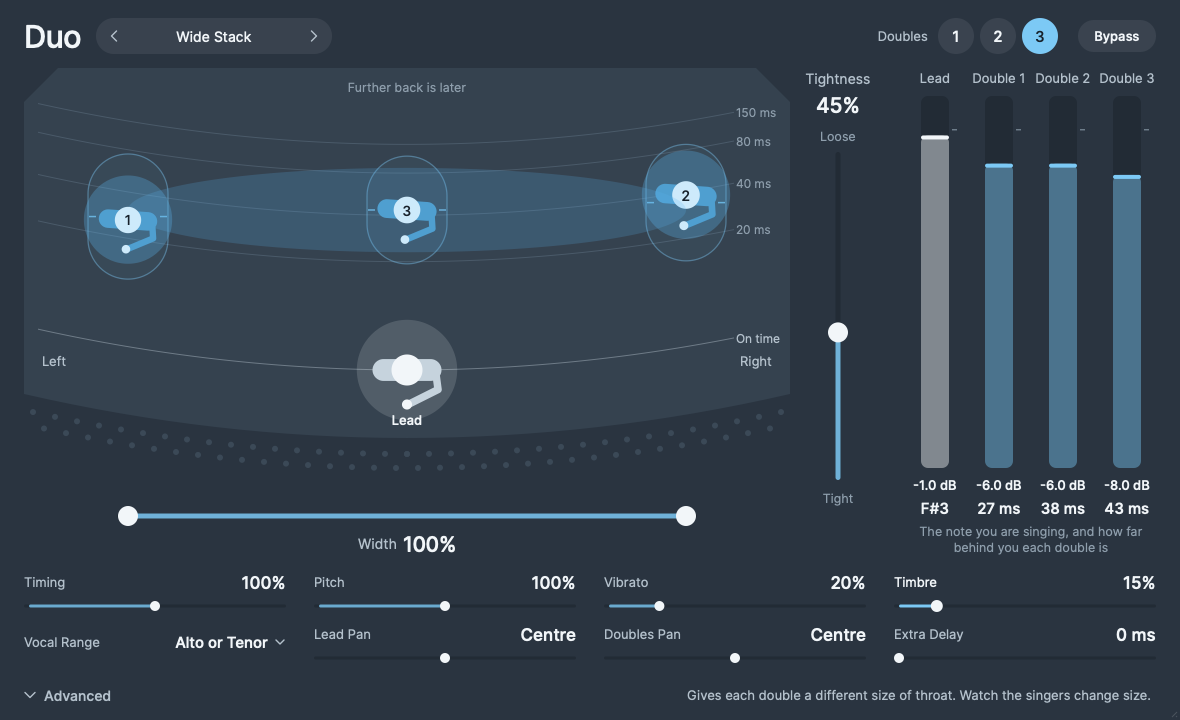 Duo
Wide Stack
Doubles 1 2 3 Bypass
Further back is later
150 ms
80 ms
40 ms
20 ms
1
3
2
On time
Left
Right
Lead
Width 100%
Tightness
45%
Loose
Tight
Lead Double 1 Double 2 Double 3
-1.0 dB -6.0 dB -6.0 dB -8.0 dB
F#3 27 ms 38 ms 43 ms
The note you are singing, and how far
behind you each double is
Timing 100% Pitch 100% Vibrato 20% Timbre 15%
Vocal Range Alto or Tenor Lead Pan Centre Doubles Pan Centre Extra Delay 0 ms
Advanced
Gives each double a different size of throat. Watch the singers change size.